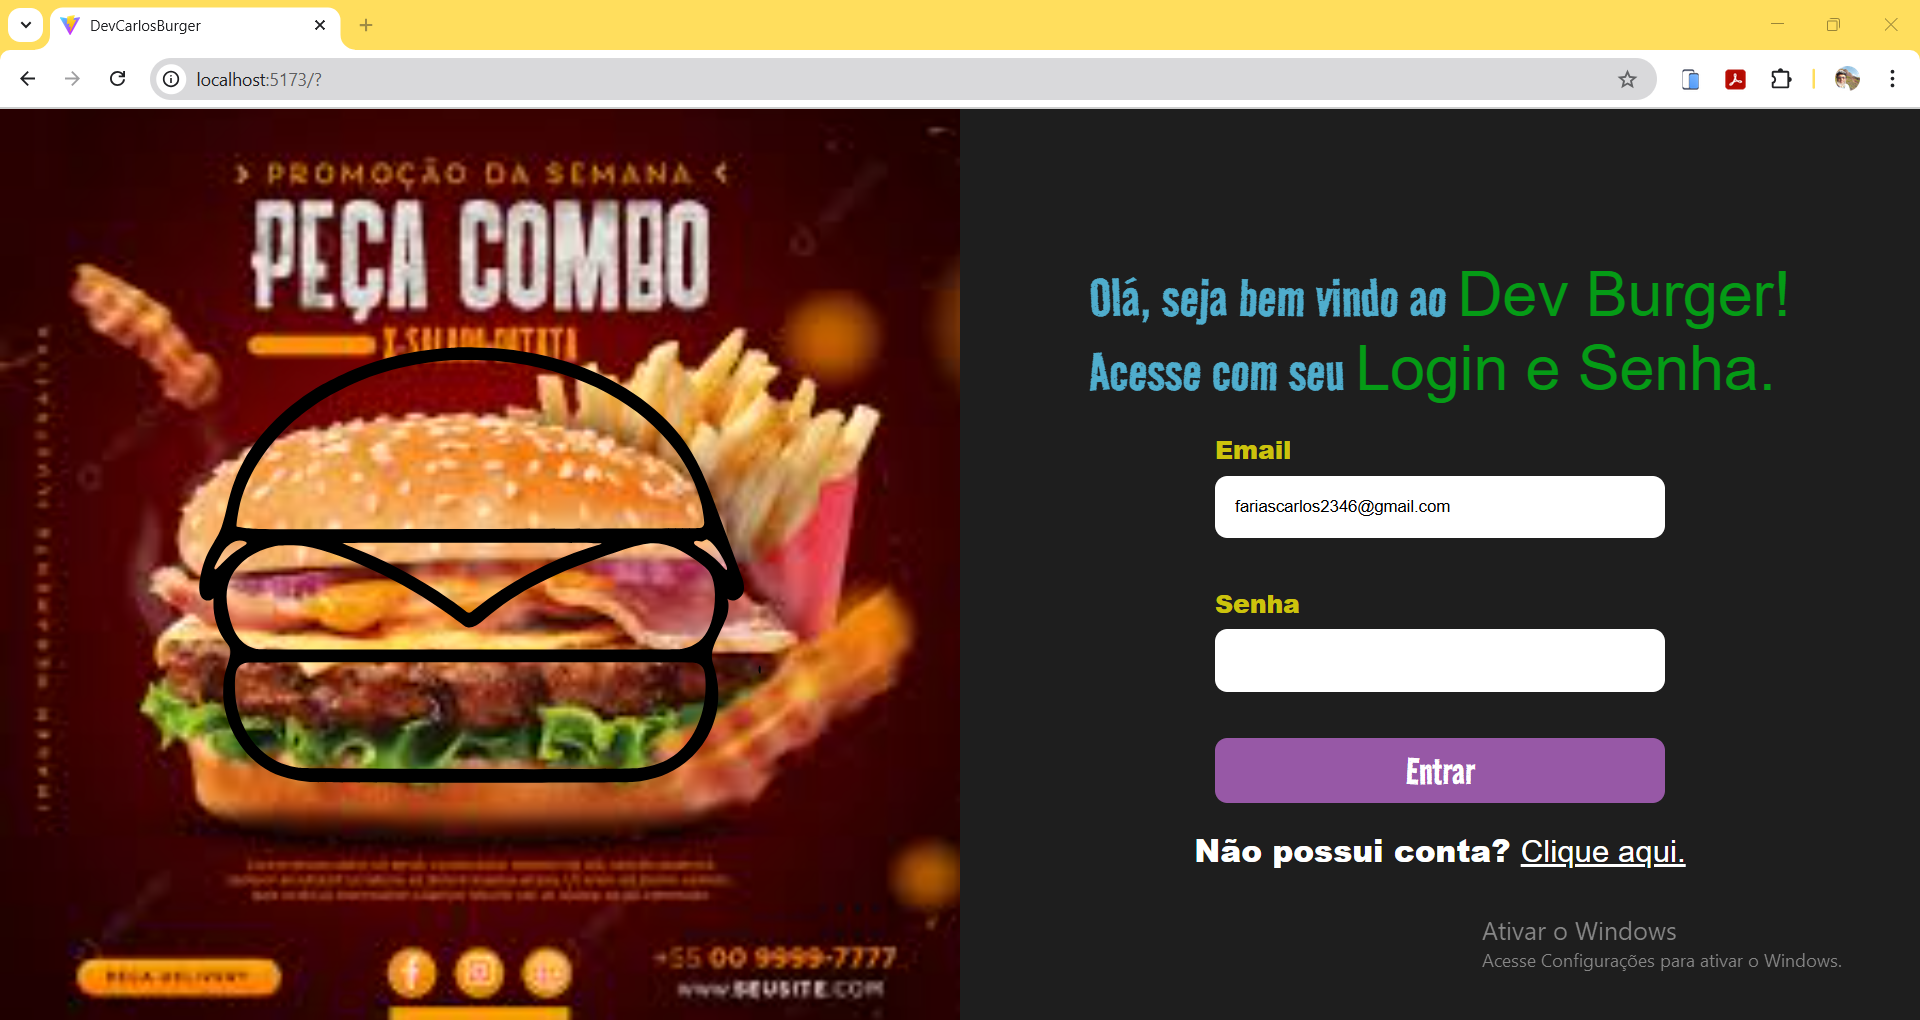 DevCarlosBurger
localhost:5173/?
PROMOÇÃO DA SEMANA
PEÇA COMBO
X-SALADA BATATA
+55 00 9999-7777
www.SEUSITE.COM
Olá, seja bem vindo ao Dev Burger!
Acesse com seu Login e Senha.
Email
fariascarlos2346@gmail.com
Senha
Entrar
Não possui conta? Clique aqui.
Ativar o Windows
Acesse Configurações para ativar o Windows.